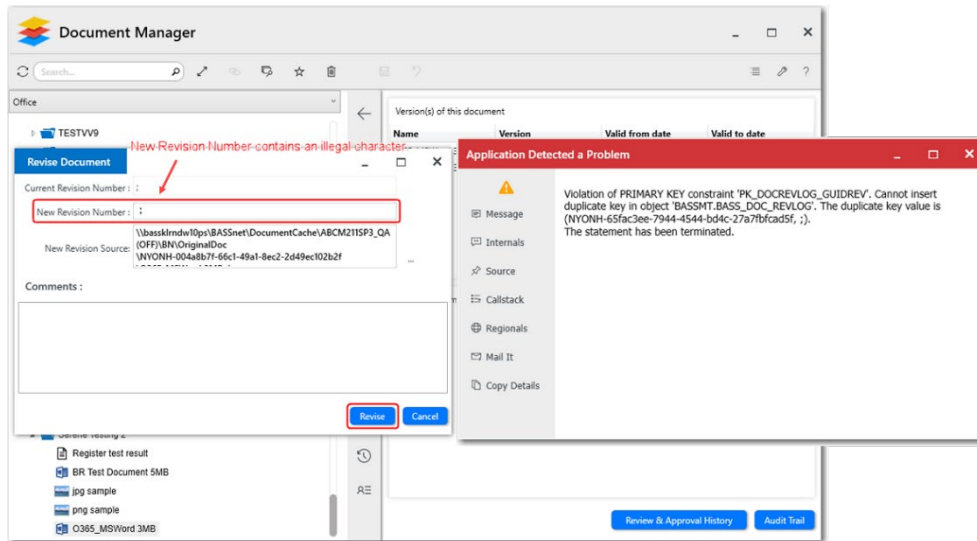 Document Manager
Search...
Office
TESTVV9
Version(s) of this document
Name Version Valid from date Valid to date
New Revision Number contains an illegal character
Revise Document
Current Revision Number : ;
New Revision Number : ;
New Revision Source:
\\bassklrndw10ps\BASSnet\DocumentCache\ABCM211SP3_QA
(OFF)\BN\OriginalDoc
\NYONH-004a8b7f-66c1-49a1-8ec2-2d49ec102b2f
...
Comments :
Revise Cancel
Application Detected a Problem
Message
Internals
Source
Callstack
Regionals
Mail It
Copy Details
Violation of PRIMARY KEY constraint 'PK_DOCREVLOG_GUIDREV'. Cannot insert
duplicate key in object 'BASSMT.BASS_DOC_REVLOG'. The duplicate key value is
(NYONH-65fac3ee-7944-4544-bd4c-27a7fbfcad5f, ;).
The statement has been terminated.
Serene Testing 2
Register test result
BR Test Document 5MB
jpg sample
png sample
O365_MSWord 3MB
Review & Approval History Audit Trail